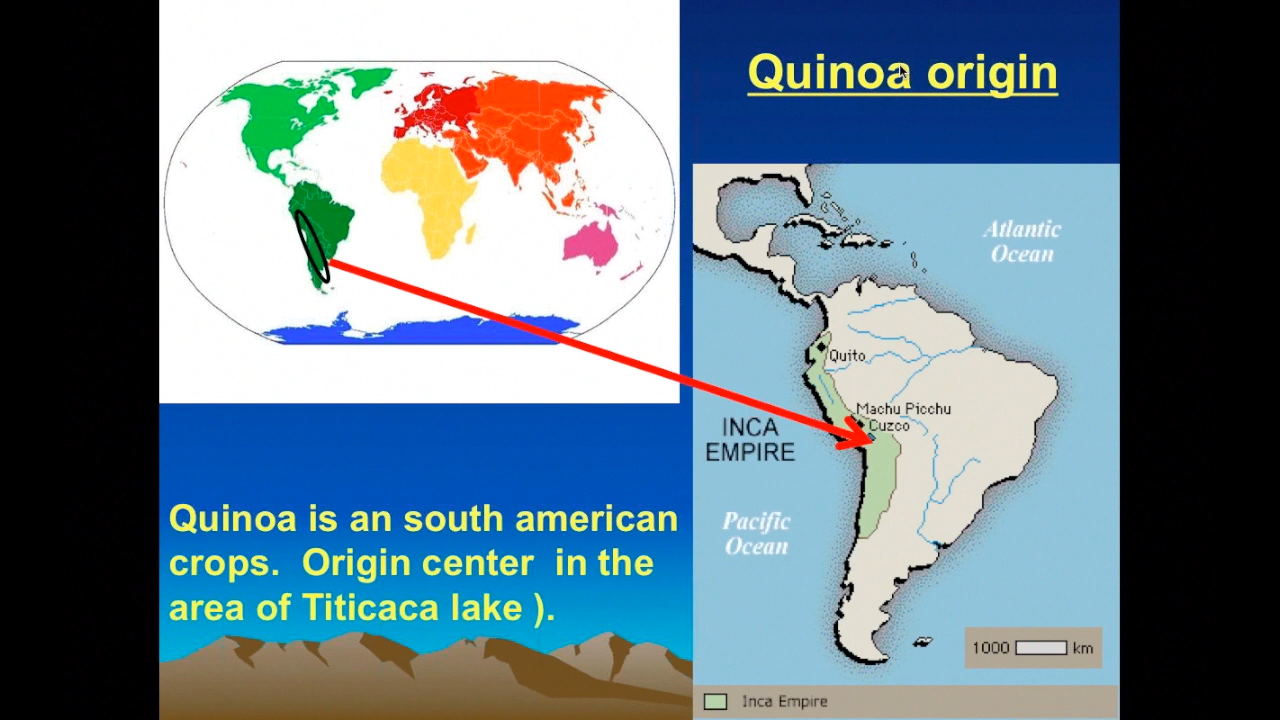 Quinoa origin
Atlantic
Ocean
Quito
Machu Picchu
Cuzco
INCA
EMPIRE
Pacific
Ocean
1000 km
Inca Empire
Quinoa is an south american
crops. Origin center in the
area of Titicaca lake ).